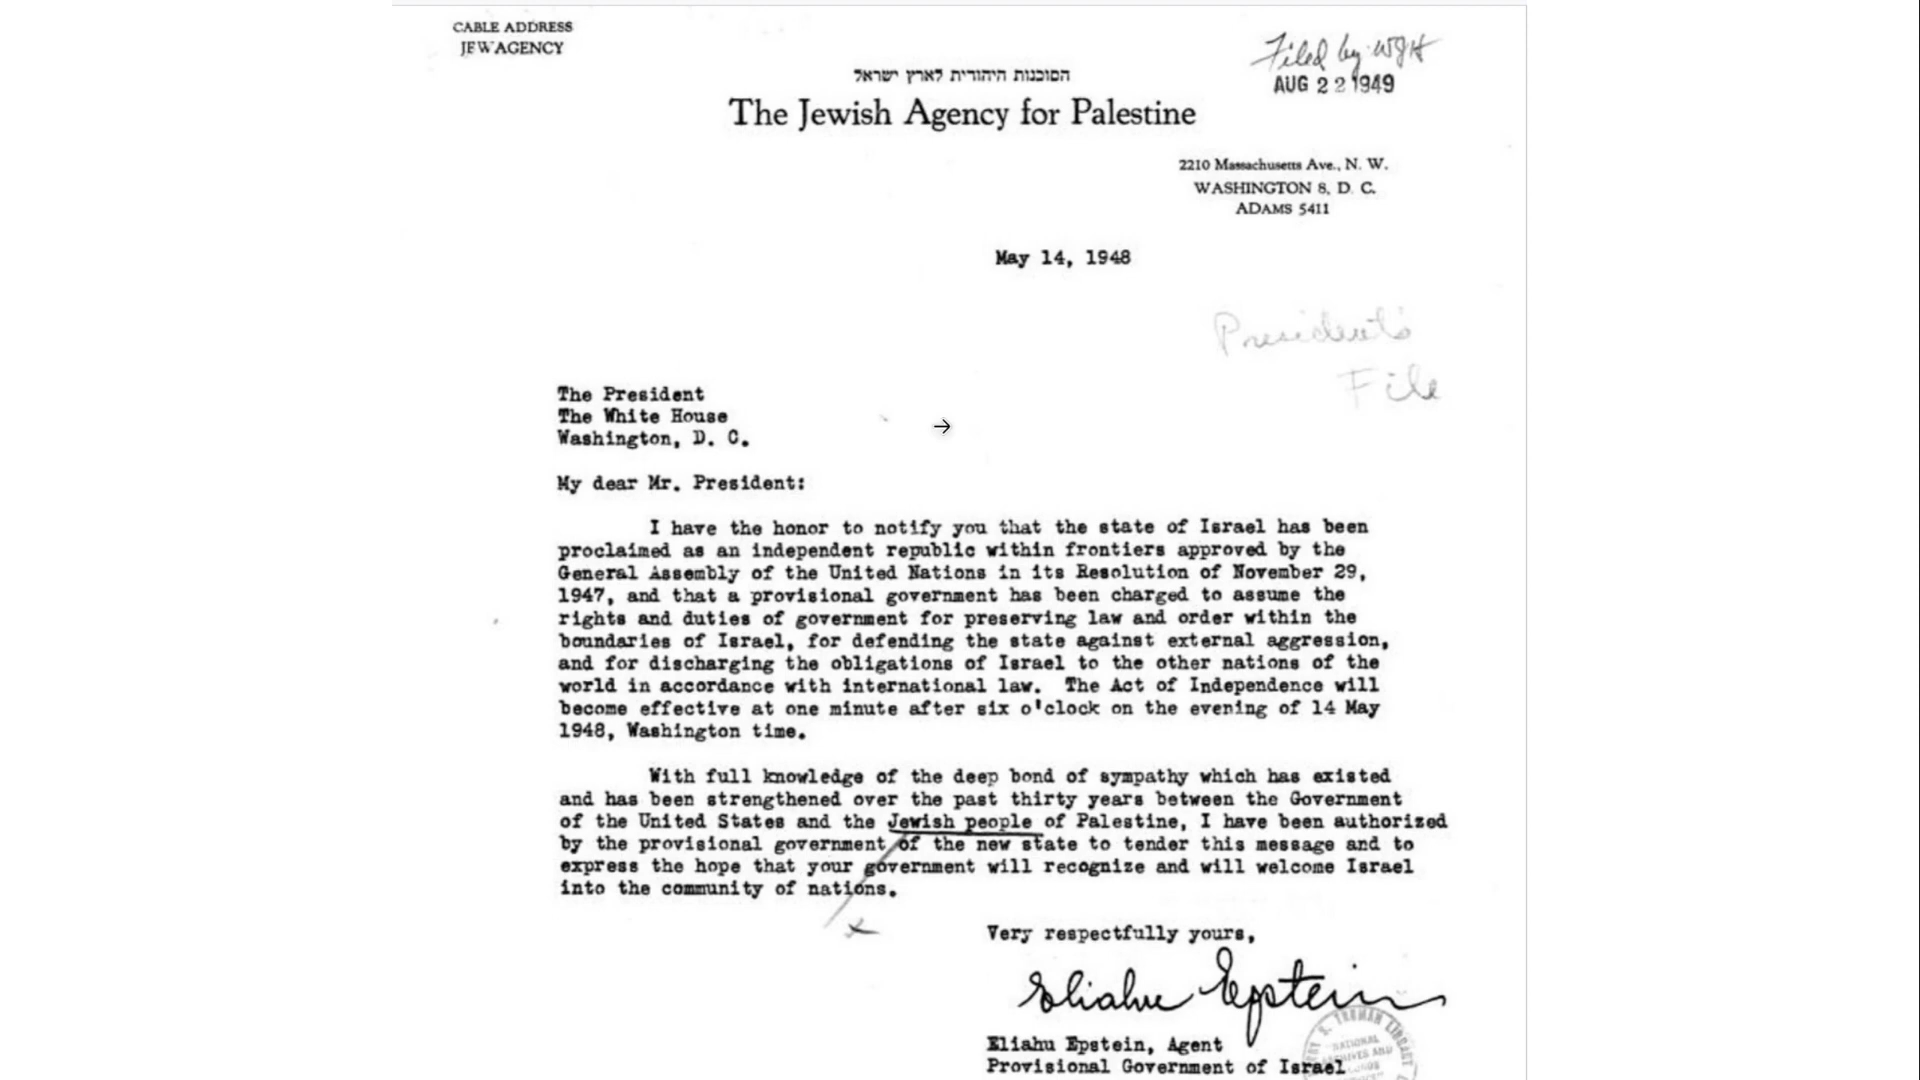 CABLE ADDRESS
JEWAGENCY
Filed by WJH
AUG 22 1949
הסוכנות היהודית לארץ ישראל
The Jewish Agency for Palestine
2210 Massachusetts Ave., N. W.
WASHINGTON 8, D. C.
ADAMS 5411
May 14, 1948
President's
File
The President
The White House
Washington, D. C.
My dear Mr. President:
I have the honor to notify you that the state of Israel has been
proclaimed as an independent republic within frontiers approved by the
General Assembly of the United Nations in its Resolution of November 29,
1947, and that a provisional government has been charged to assume the
rights and duties of government for preserving law and order within the
boundaries of Israel, for defending the state against external aggression,
and for discharging the obligations of Israel to the other nations of the
world in accordance with international law. The Act of Independence will
become effective at one minute after six o'clock on the evening of 14 May
1948, Washington time.
With full knowledge of the deep bond of sympathy which has existed
and has been strengthened over the past thirty years between the Government
of the United States and the Jewish people of Palestine, I have been authorized
by the provisional government of the new state to tender this message and to
express the hope that your government will recognize and will welcome Israel
into the community of nations.
Very respectfully yours,
Eliahu Epstein
Eliahu Epstein, Agent
Provisional Government of Israel
S. TRUMAN LIBRARY
NATIONAL
ARCHIVES AND